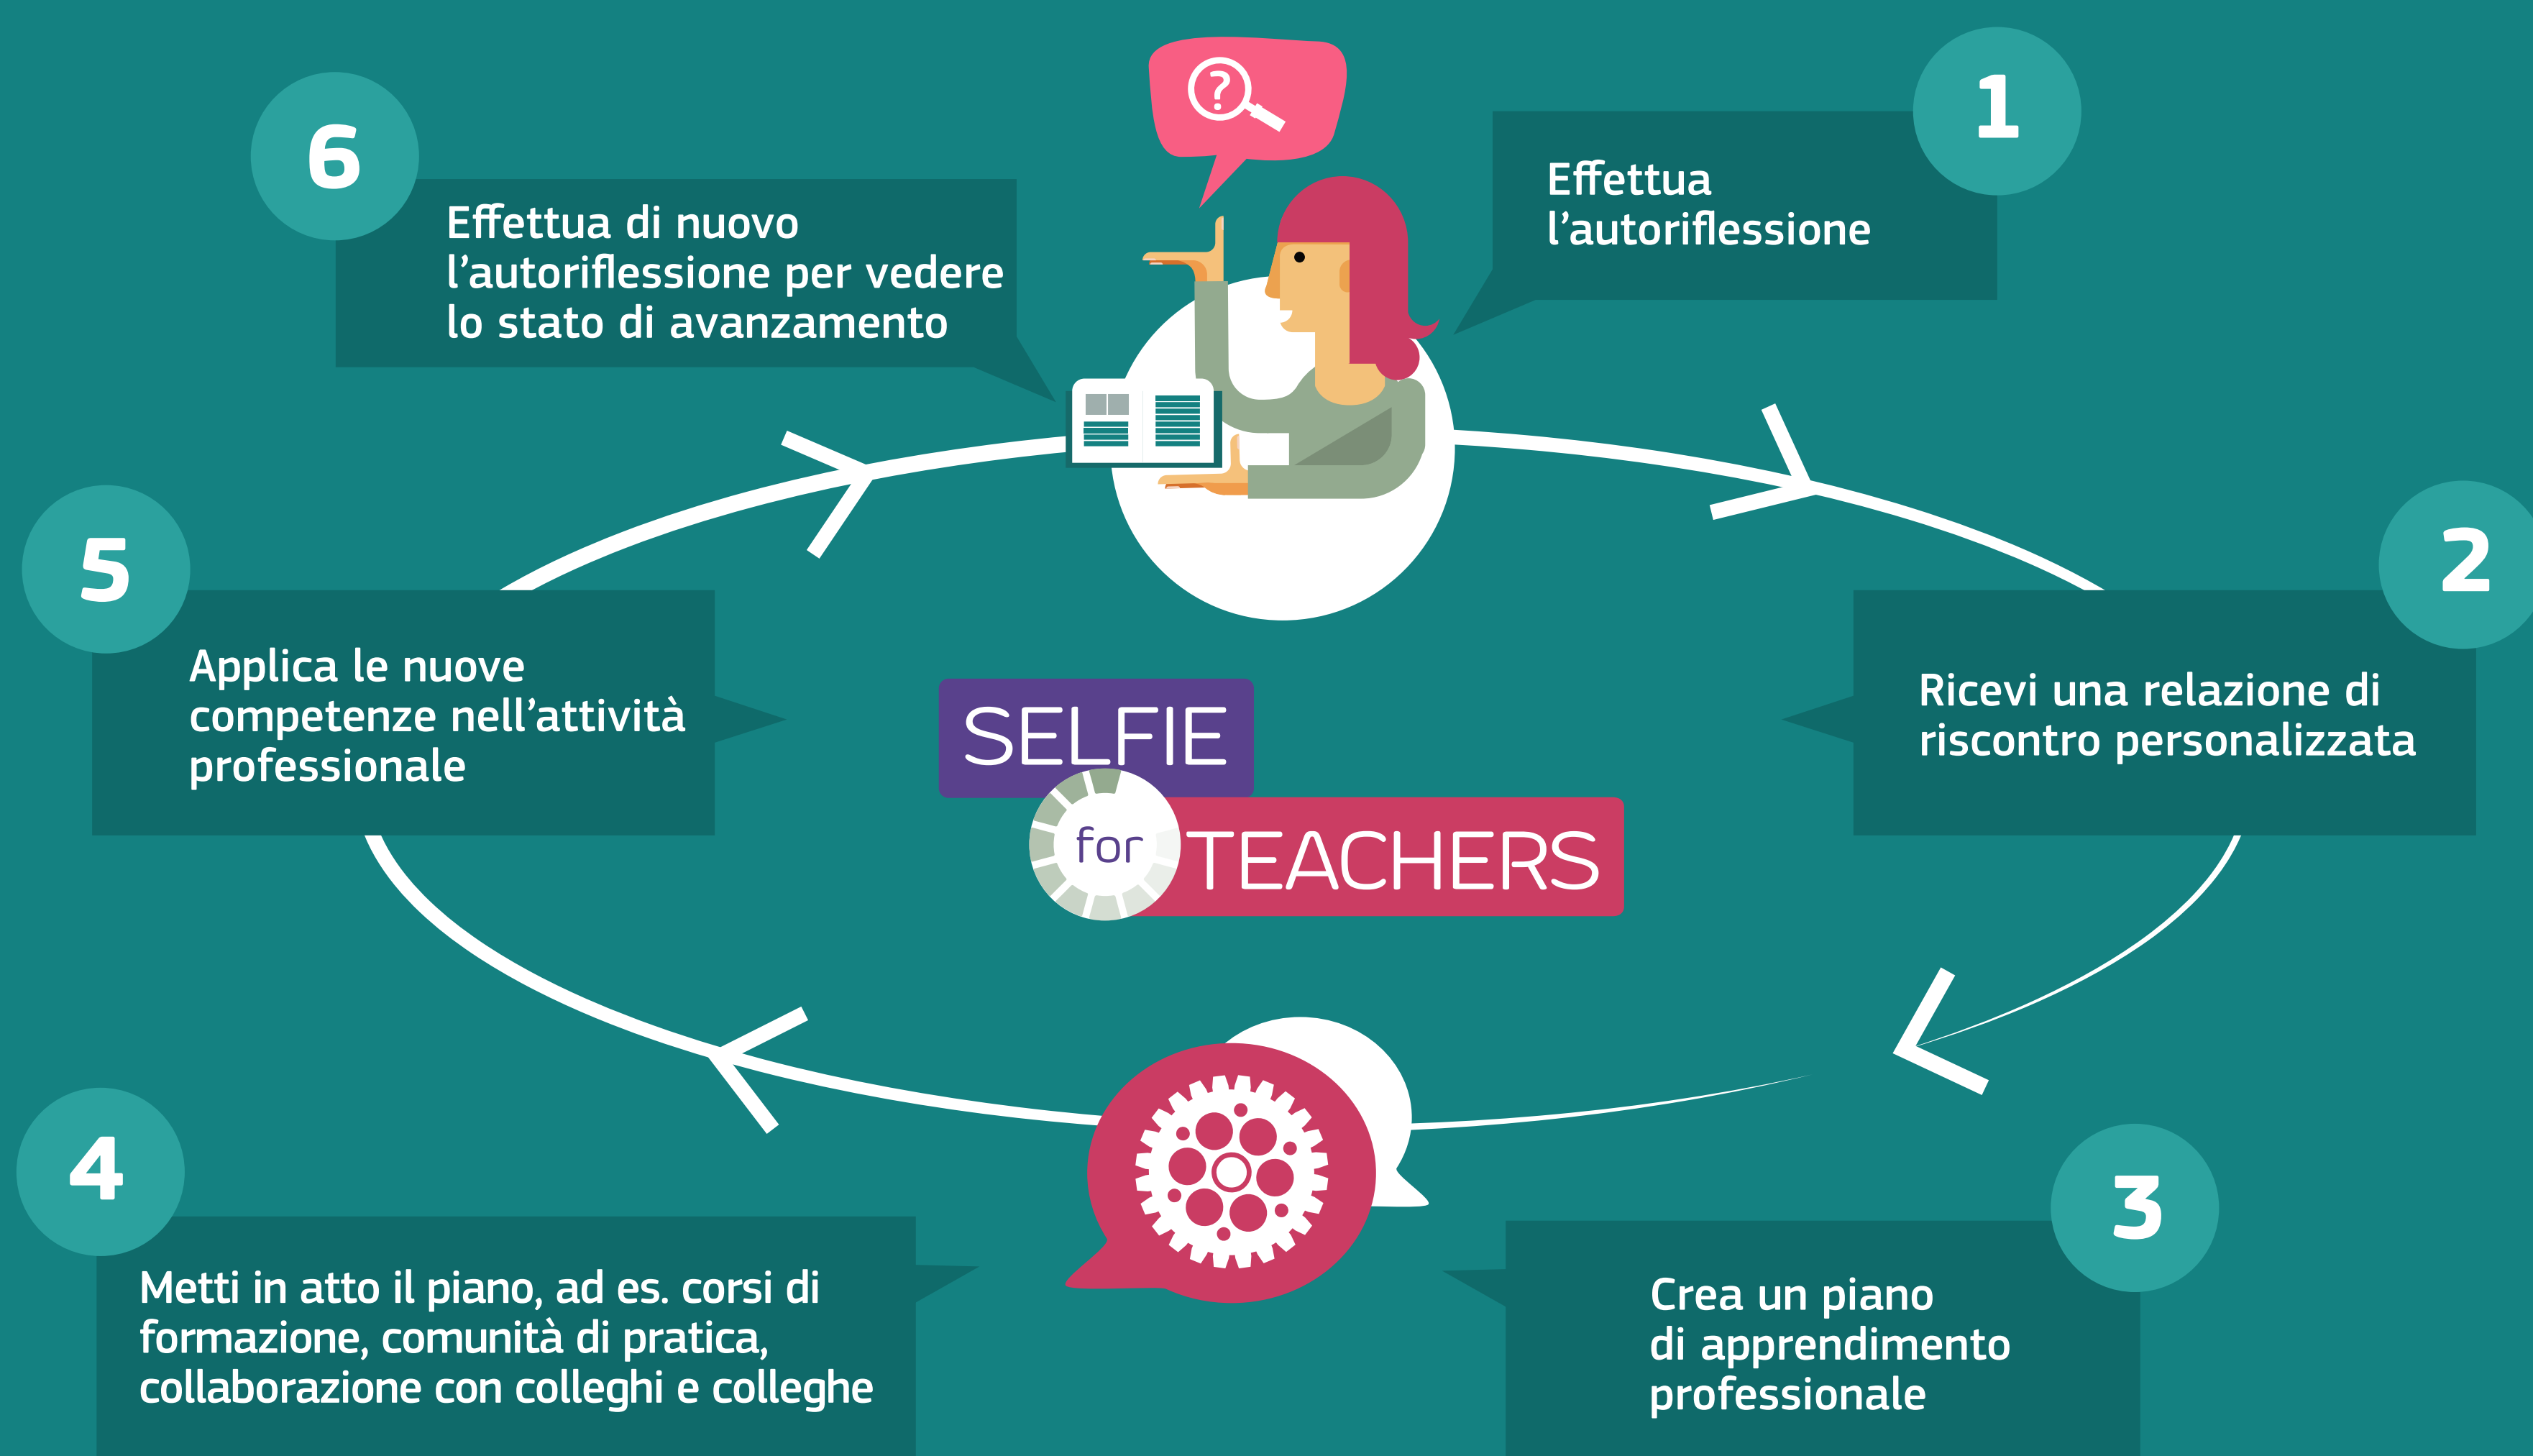 1
Effettua
l’autoriflessione
2
Ricevi una relazione di
riscontro personalizzata
3
Crea un piano
di apprendimento
professionale
4
Metti in atto il piano, ad es. corsi di
formazione, comunità di pratica,
collaborazione con colleghi e colleghe
5
Applica le nuove
competenze nell’attività
professionale
6
Effettua di nuovo
l’autoriflessione per vedere
lo stato di avanzamento
?
SELFIE
for
TEACHERS